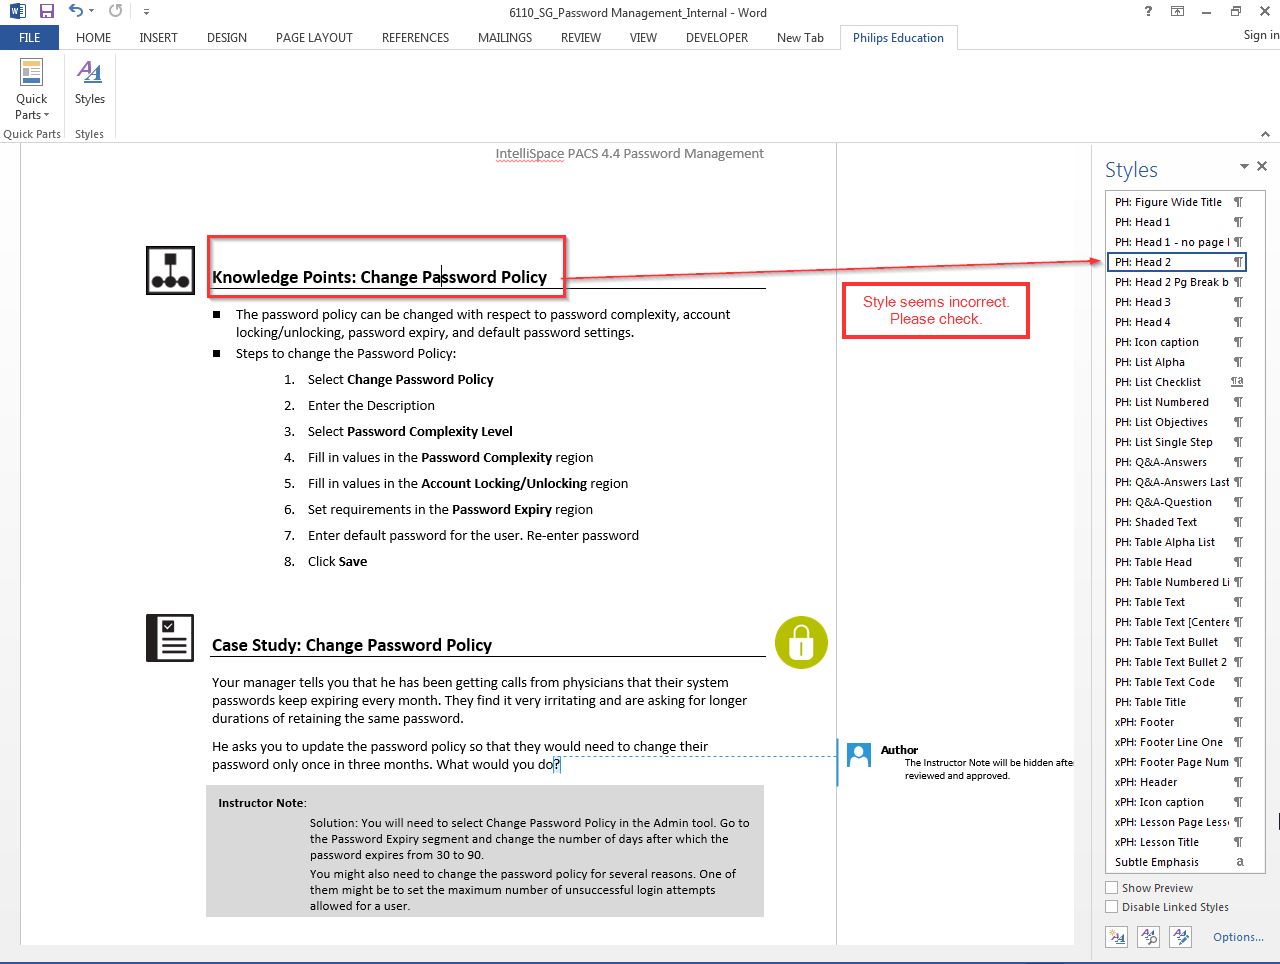 6110_SG_Password Management_Internal - Word
FILE HOME INSERT DESIGN PAGE LAYOUT REFERENCES MAILINGS REVIEW VIEW DEVELOPER New Tab Philips Education
Sign in
Quick
Parts
Styles
Quick Parts
Styles
IntelliSpace PACS 4.4 Password Management
Knowledge Points: Change Password Policy
■ The password policy can be changed with respect to password complexity, account
locking/unlocking, password expiry, and default password settings.
■ Steps to change the Password Policy:
1. Select Change Password Policy
2. Enter the Description
3. Select Password Complexity Level
4. Fill in values in the Password Complexity region
5. Fill in values in the Account Locking/Unlocking region
6. Set requirements in the Password Expiry region
7. Enter default password for the user. Re-enter password
8. Click Save
Style seems incorrect.
Please check.
Case Study: Change Password Policy
Your manager tells you that he has been getting calls from physicians that their system
passwords keep expiring every month. They find it very irritating and are asking for longer
durations of retaining the same password.
He asks you to update the password policy so that they would need to change their
password only once in three months. What would you do?
Author
The Instructor Note will be hidden after
reviewed and approved.
Instructor Note:
Solution: You will need to select Change Password Policy in the Admin tool. Go to
the Password Expiry segment and change the number of days after which the
password expires from 30 to 90.
You might also need to change the password policy for several reasons. One of
them might be to set the maximum number of unsuccessful login attempts
allowed for a user.
Styles
PH: Figure Wide Title ¶
PH: Head 1 ¶
PH: Head 1 - no page ¶
PH: Head 2 ¶
PH: Head 2 Pg Break b ¶
PH: Head 3 ¶
PH: Head 4 ¶
PH: Icon caption ¶
PH: List Alpha ¶
PH: List Checklist ¶a
PH: List Numbered ¶
PH: List Objectives ¶
PH: List Single Step ¶
PH: Q&A-Answers ¶
PH: Q&A-Answers Last ¶
PH: Q&A-Question ¶
PH: Shaded Text ¶
PH: Table Alpha List ¶
PH: Table Head ¶
PH: Table Numbered Li ¶
PH: Table Text ¶
PH: Table Text [Centere ¶
PH: Table Text Bullet ¶
PH: Table Text Bullet 2 ¶
PH: Table Text Code ¶
PH: Table Title ¶
xPH: Footer ¶
xPH: Footer Line One ¶
xPH: Footer Page Num ¶
xPH: Header ¶
xPH: Icon caption ¶
xPH: Lesson Page Less ¶
xPH: Lesson Title ¶
Subtle Emphasis a
Show Preview
Disable Linked Styles
Options...